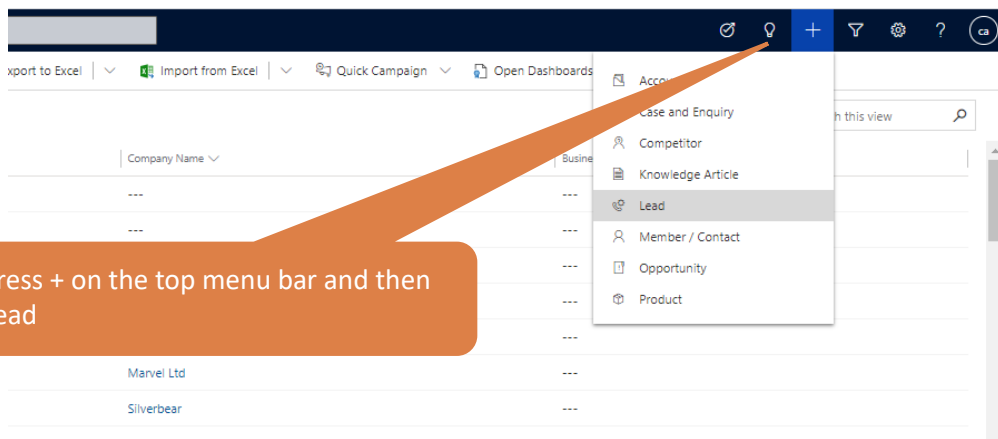 ca
xport to Excel Import from Excel Quick Campaign Open Dashboards
Case and Enquiry
h this view
Competitor
Company Name Busine
Knowledge Article
---
---
Lead
---
---
Member / Contact
---
Opportunity
ress + on the top menu bar and then
---
Product
ead
---
Marvel Ltd
---
Silverbear
---